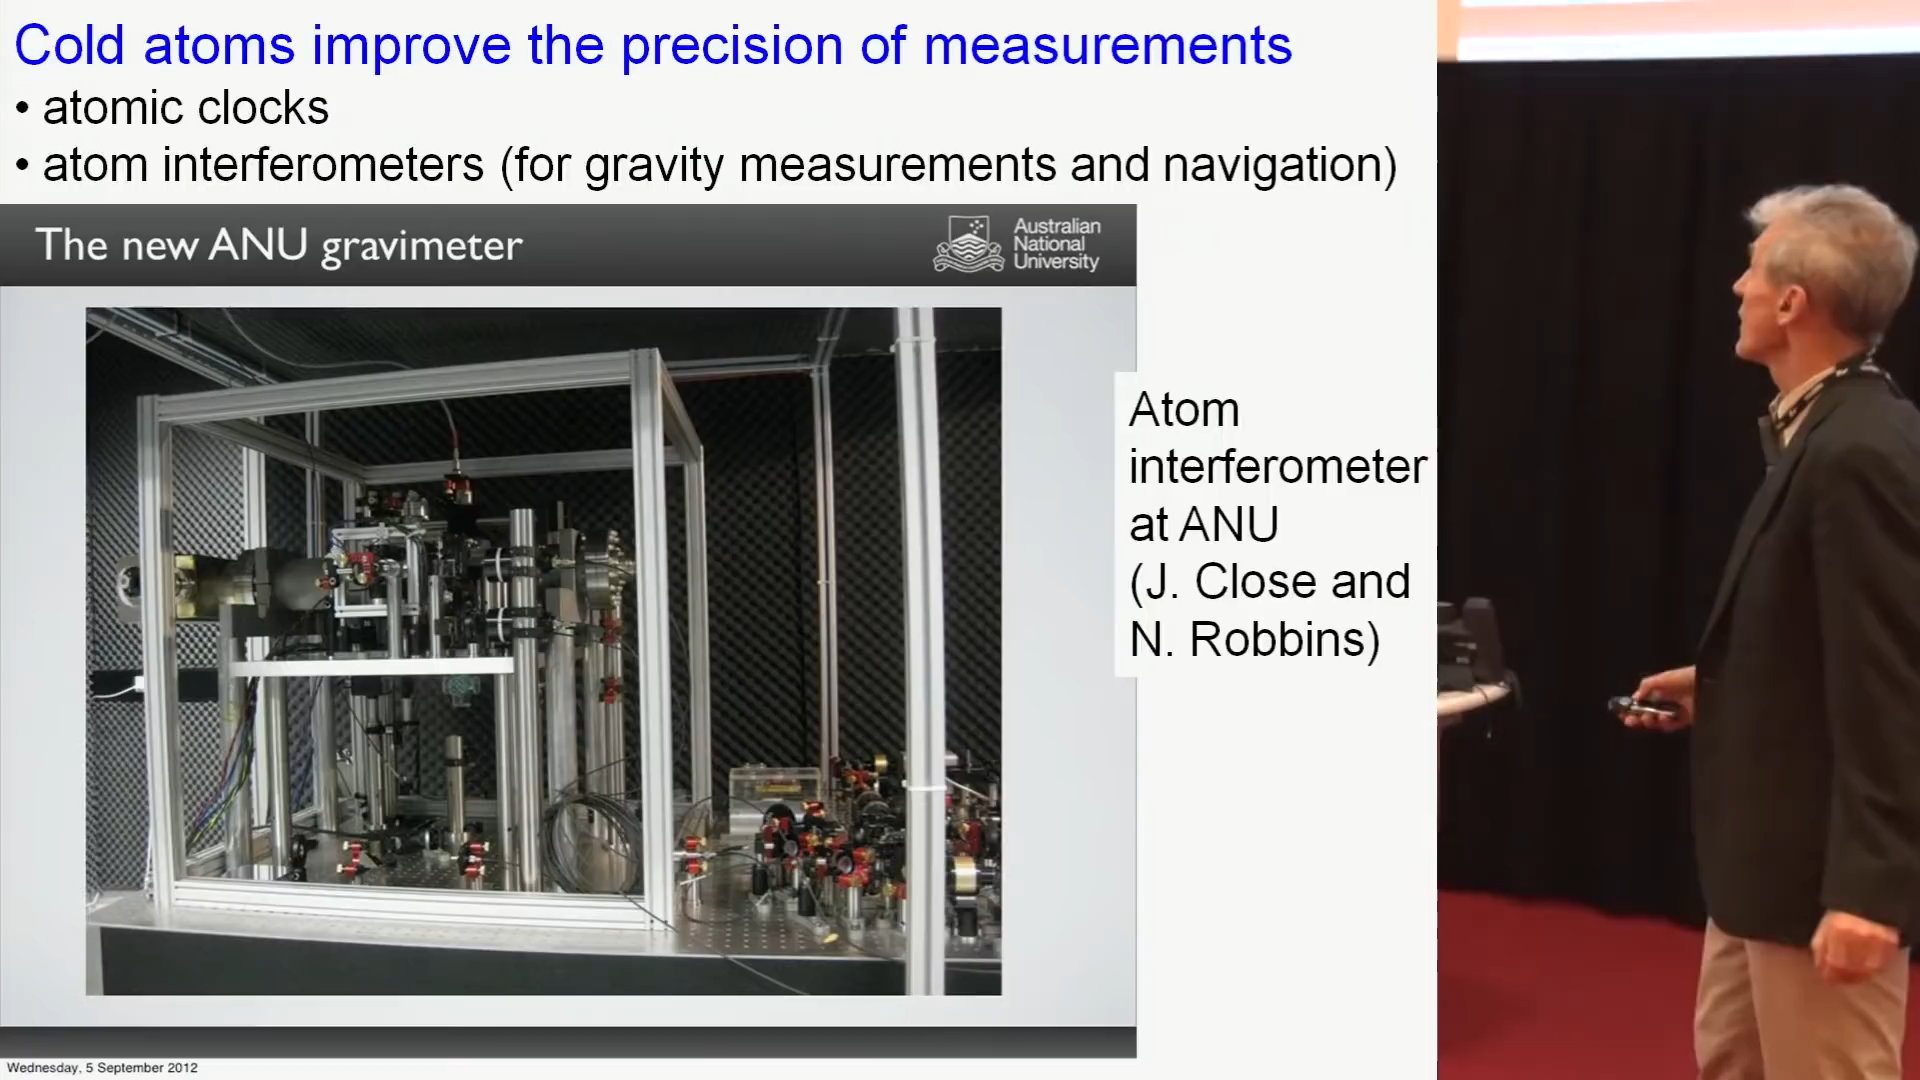 Cold atoms improve the precision of measurements
• atomic clocks
• atom interferometers (for gravity measurements and navigation)
The new ANU gravimeter
Australian
National
University
Atom
interferometer
at ANU
(J. Close and
N. Robbins)
Wednesday, 5 September 2012